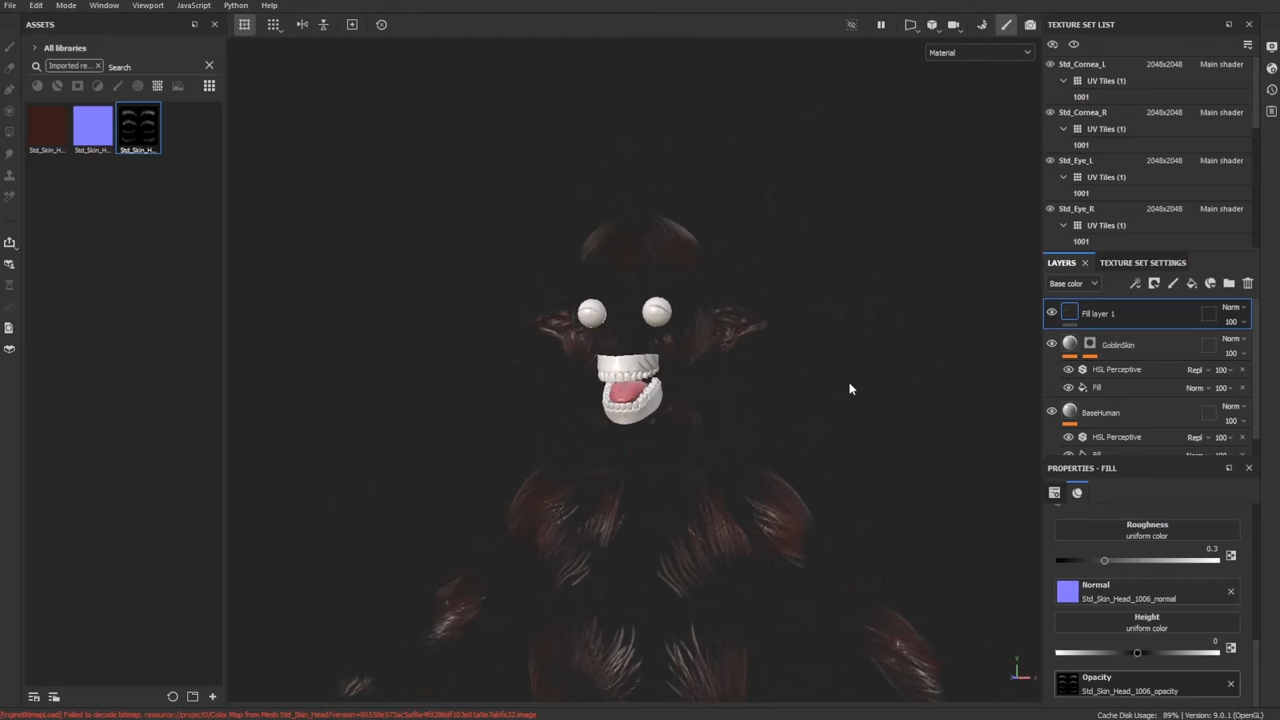 File Edit Mode Window Viewport JavaScript Python Help
ASSETS
All libraries
Imported re... Search
Std_Skin_H... Std_Skin_H... Std_Skin_H...
Material
TEXTURE SET LIST
Std_Cornea_L 2048x2048 Main shader
UV Tiles (1)
1001
Std_Cornea_R 2048x2048 Main shader
UV Tiles (1)
1001
Std_Eye_L 2048x2048 Main shader
UV Tiles (1)
1001
Std_Eye_R 2048x2048 Main shader
UV Tiles (1)
1001
LAYERS TEXTURE SET SETTINGS
Base color
Fill layer 1 Norm
100
GoblinSkin Norm
100
HSL Perceptive Repl 100
Fill Norm 100
BaseHuman Norm
100
HSL Perceptive Repl 100
PROPERTIES - FILL
Roughness
uniform color
0.3
Normal
Std_Skin_Head_1006_normal
Height
uniform color
0
Opacity
Std_Skin_Head_1006_opacity
Y
Cache Disk Usage: 89% | Version: 9.0.1 (OpenGL)